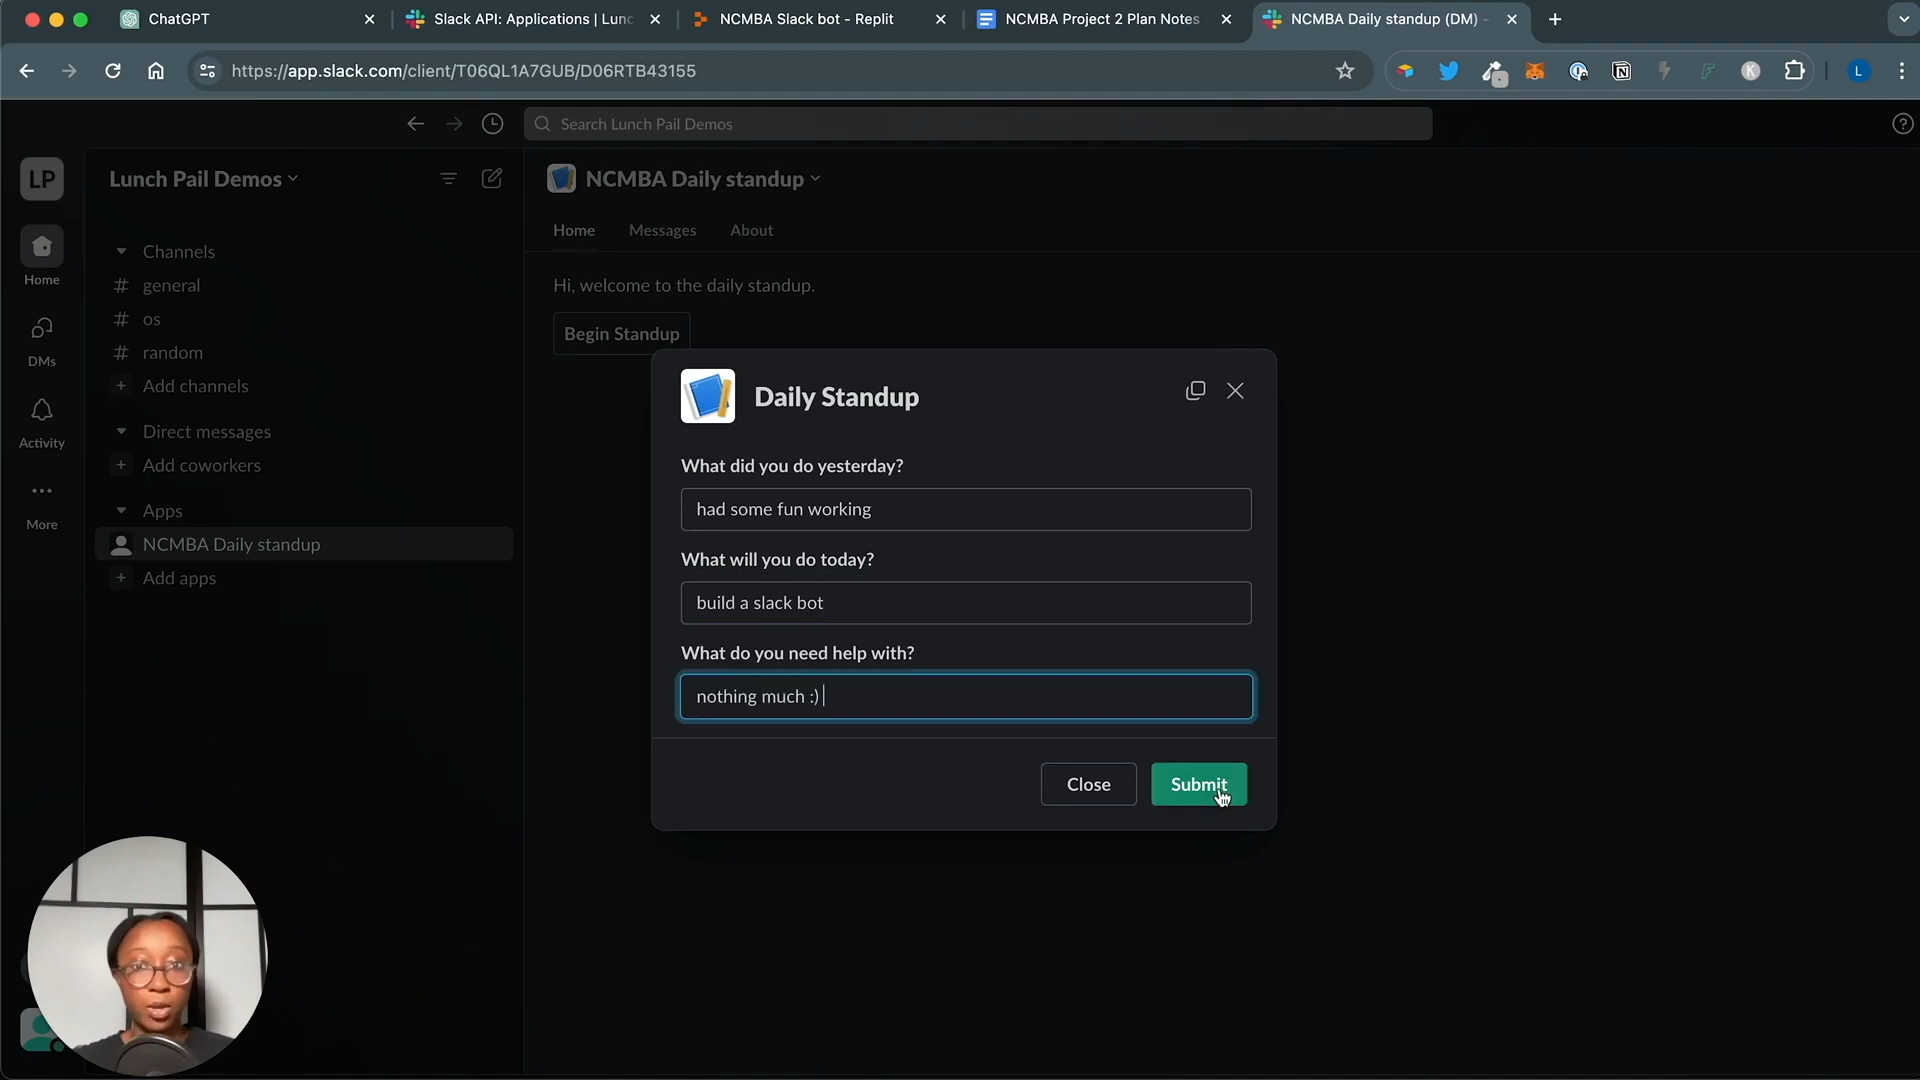 ChatGPT
Slack API: Applications | Lunc
NCMBA Slack bot - Replit
NCMBA Project 2 Plan Notes
NCMBA Daily standup (DM) -
https://app.slack.com/client/T06QL1A7GUB/D06RTB43155
L
Search Lunch Pail Demos
LP
Lunch Pail Demos
NCMBA Daily standup
Home
Messages
About
Home
DMs
Activity
More
Channels
# general
# os
# random
+ Add channels
Direct messages
+ Add coworkers
Apps
NCMBA Daily standup
+ Add apps
Hi, welcome to the daily standup.
Begin Standup
Daily Standup
What did you do yesterday?
had some fun working
What will you do today?
build a slack bot
What do you need help with?
nothing much :)
Close
Submit